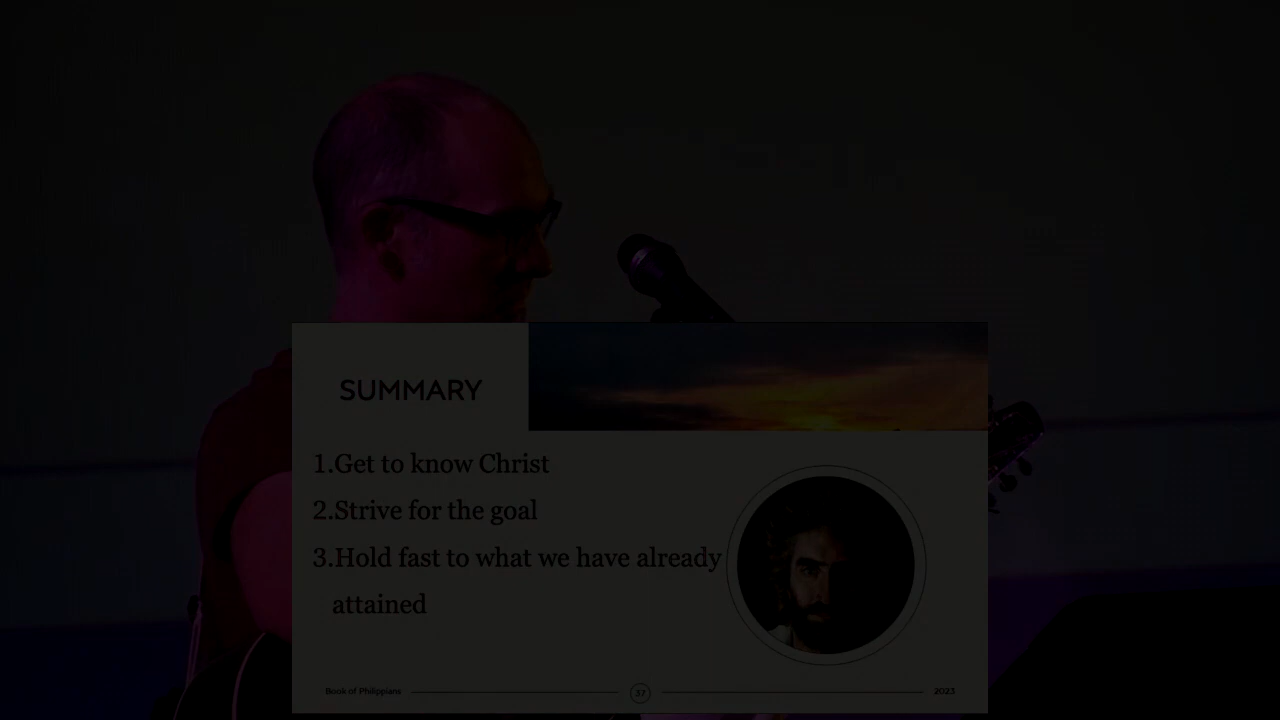 SUMMARY
1.Get to know Christ
2.Strive for the goal
3.Hold fast to what we have already
attained
Book of Philippians
37
2023